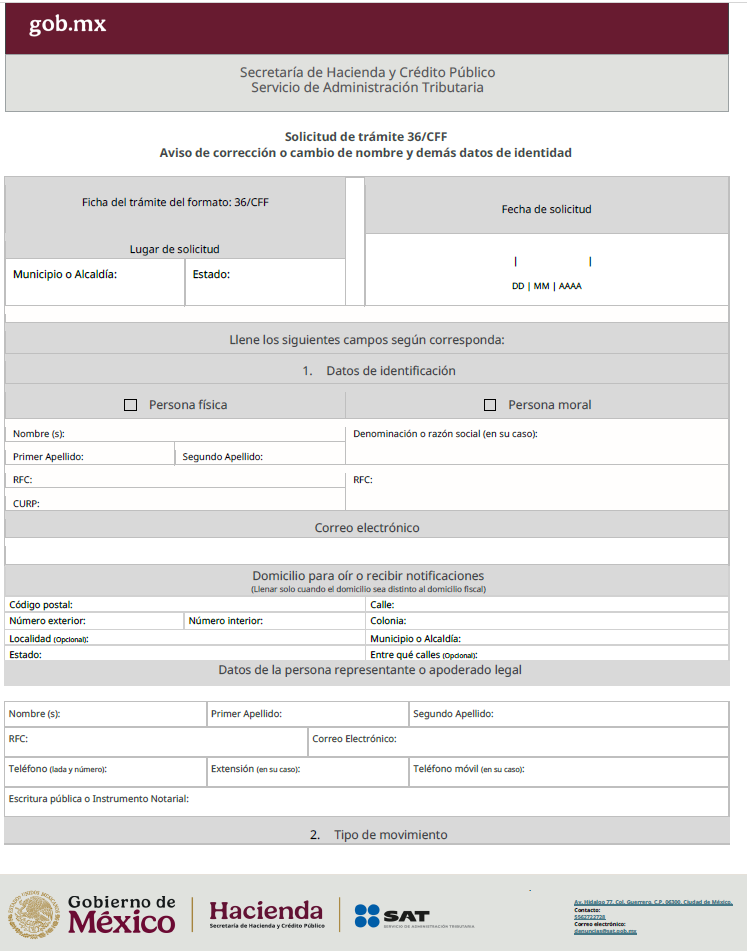 gob.mx
Secretaría de Hacienda y Crédito Público
Servicio de Administración Tributaria
Solicitud de trámite 36/CFF
Aviso de corrección o cambio de nombre y demás datos de identidad
Ficha del trámite del formato: 36/CFF
Fecha de solicitud
Lugar de solicitud
Municipio o Alcaldía:
Estado:
| |
DD | MM | AAAA
Llene los siguientes campos según corresponda:
1. Datos de identificación
Persona física
Persona moral
Nombre (s):
Denominación o razón social (en su caso):
Primer Apellido:
Segundo Apellido:
RFC:
RFC:
CURP:
Correo electrónico
Domicilio para oír o recibir notificaciones
(Llenar solo cuando el domicilio sea distinto al domicilio fiscal)
Código postal:
Calle:
Número exterior:
Número interior:
Colonia:
Localidad (Opcional):
Municipio o Alcaldía:
Estado:
Entre qué calles (Opcional):
Datos de la persona representante o apoderado legal
Nombre (s):
Primer Apellido:
Segundo Apellido:
RFC:
Correo Electrónico:
Teléfono (lada y número):
Extensión (en su caso):
Teléfono móvil (en su caso):
Escritura pública o Instrumento Notarial:
2. Tipo de movimiento
Gobierno de
México
Hacienda
Secretaría de Hacienda y Crédito Público
SAT
SERVICIO DE ADMINISTRACIÓN TRIBUTARIA
Av. Hidalgo 77, Col. Guerrero, C.P. 06300, Ciudad de México.
Contacto:
5562722728
Correo electrónico:
denuncias@sat.gob.mx